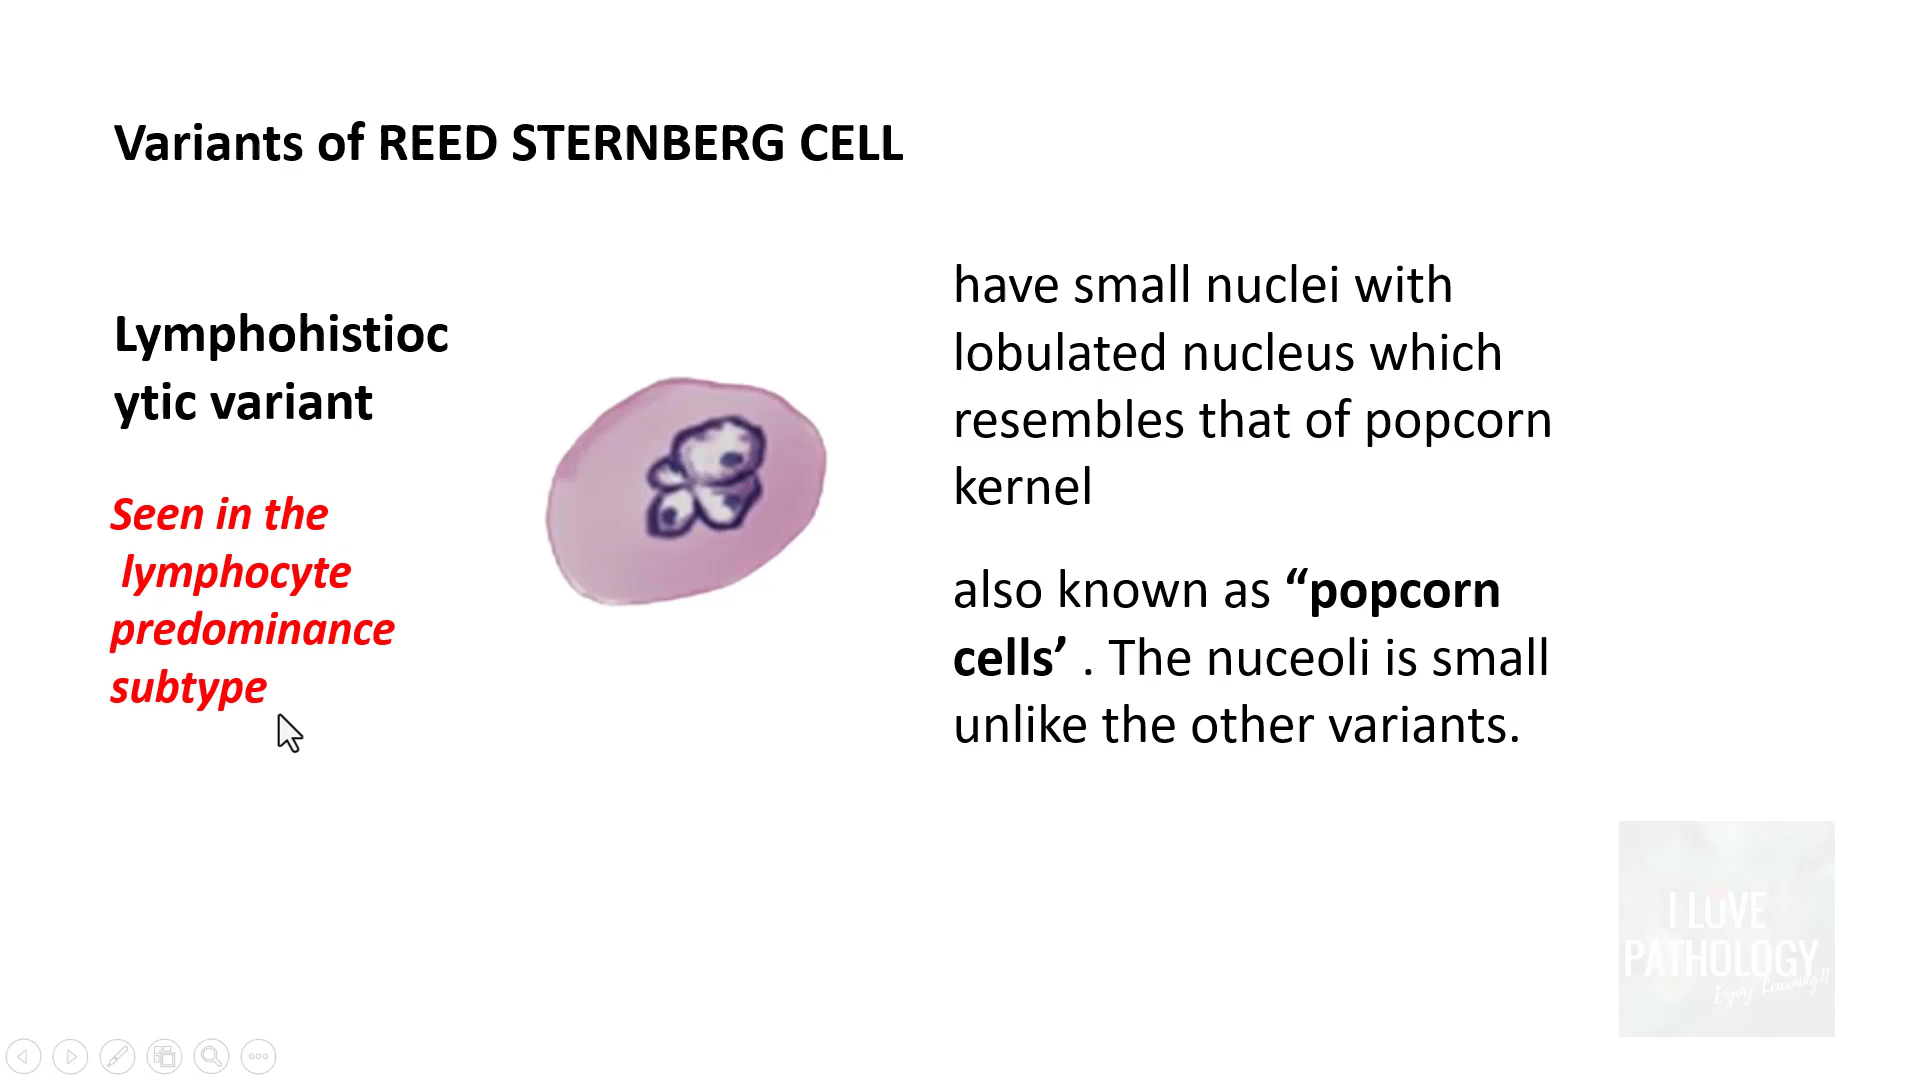 Variants of REED STERNBERG CELL
Lymphohistioc
ytic variant
Seen in the
lymphocyte
predominance
subtype
have small nuclei with
lobulated nucleus which
resembles that of popcorn
kernel
also known as “popcorn
cells’ . The nuceoli is small
unlike the other variants.
I LOVE
PATHOLOGY
Enjoy Learning!!